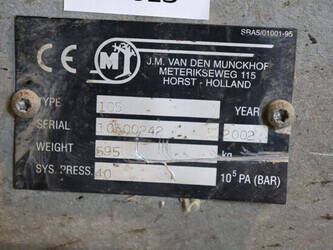 SRA5/01001-95
CE M
J.M. VAN DEN MUNCKHOF
METERIKSEWEG 115
HORST - HOLLAND
TYPE 105 YEAR
SERIAL 10500242 2002
WEIGHT 595 kg
SYS. PRESS. 40 10⁵ PA (BAR)